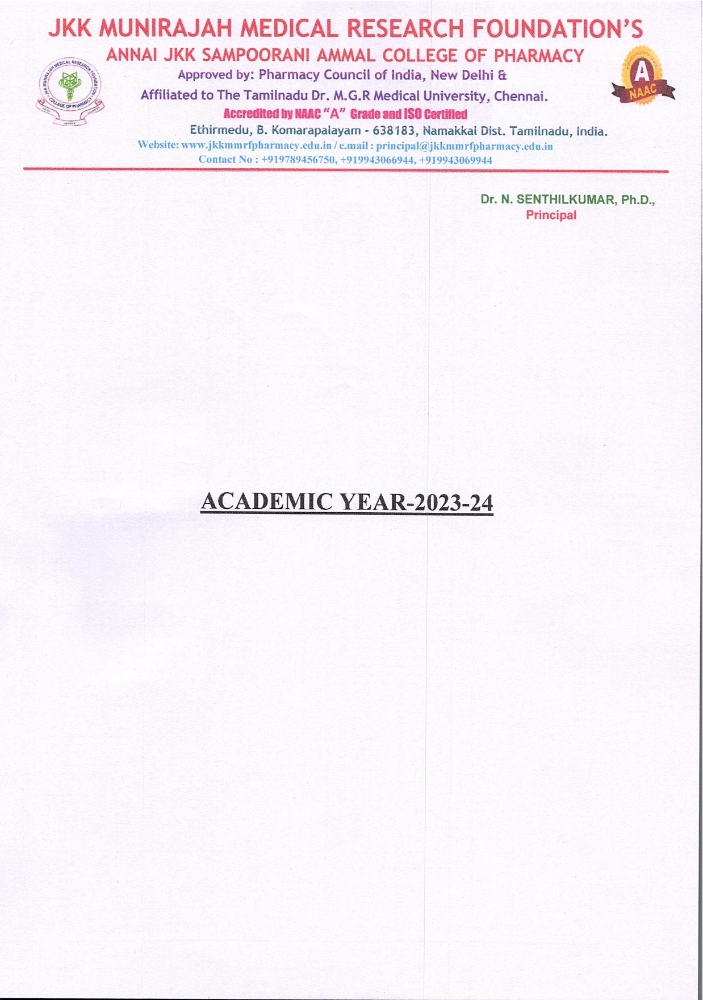 JKK MUNIRAJAH MEDICAL RESEARCH FOUNDATION'S
ANNAI JKK SAMPOORANI AMMAL COLLEGE OF PHARMACY
Approved by: Pharmacy Council of India, New Delhi &
Affiliated to The Tamilnadu Dr. M.G.R Medical University, Chennai.
Accredited by NAAC "A" Grade and ISO Certified
Ethirmedu, B. Komarapalayam - 638183, Namakkal Dist. Tamilnadu, India.
Website: www.jkkmmrfpharmacy.edu.in / e.mail : principal@jkkmmrfpharmacy.edu.in
Contact No : +919789456750, +919943066944, +919943069944
JKK MUNIRAJAH MEDICAL RESEARCH FOUNDATION
COLLEGE OF PHARMACY
A
NAAC
Dr. N. SENTHILKUMAR, Ph.D.,
Principal
ACADEMIC YEAR-2023-24